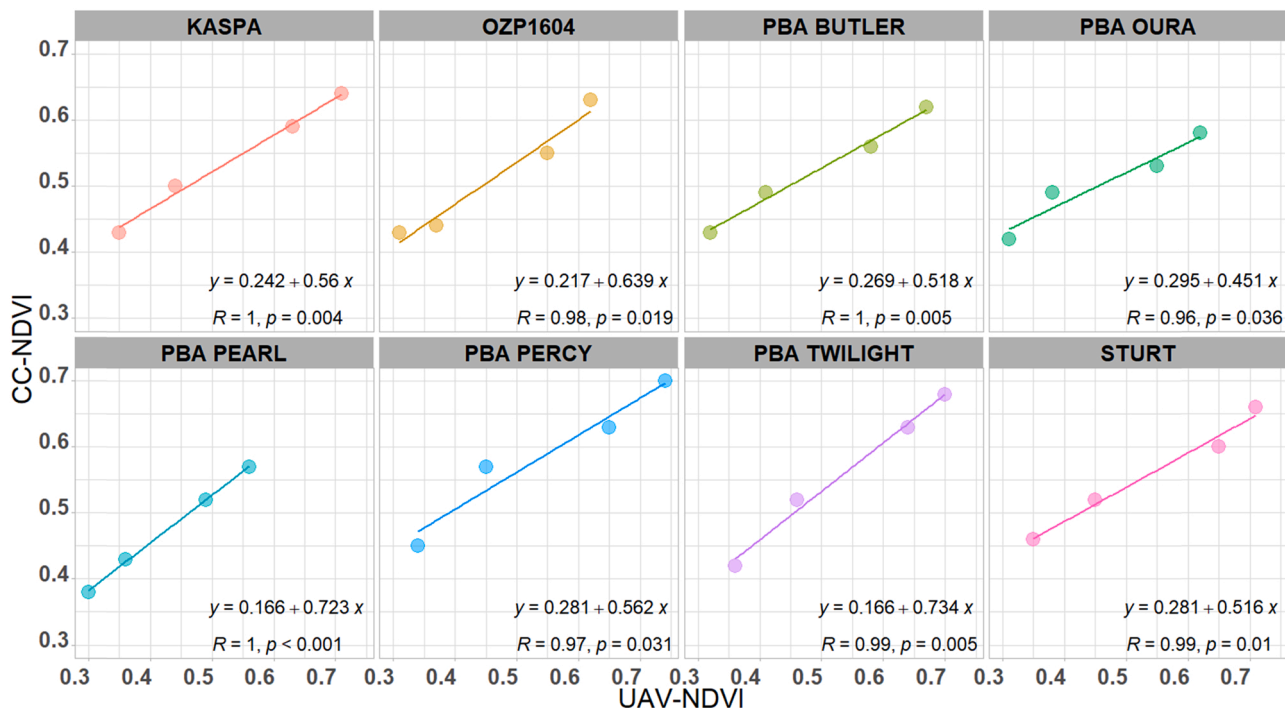 KASPA
OZP1604
PBA BUTLER
PBA OURA
0.7
0.6
0.5
0.4
0.3
y = 0.242 + 0.56 x
R = 1, p = 0.004
y = 0.217 + 0.639 x
R = 0.98, p = 0.019
y = 0.269 + 0.518 x
R = 1, p = 0.005
y = 0.295 + 0.451 x
R = 0.96, p = 0.036
CC-NDVI
PBA PEARL
PBA PERCY
PBA TWILIGHT
STURT
0.7
0.6
0.5
0.4
0.3
y = 0.166 + 0.723 x
R = 1, p < 0.001
y = 0.281 + 0.562 x
R = 0.97, p = 0.031
y = 0.166 + 0.734 x
R = 0.99, p = 0.005
y = 0.281 + 0.516 x
R = 0.99, p = 0.01
0.3 0.4 0.5 0.6 0.7 0.3 0.4 0.5 0.6 0.7 0.3 0.4 0.5 0.6 0.7 0.3 0.4 0.5 0.6 0.7
UAV-NDVI